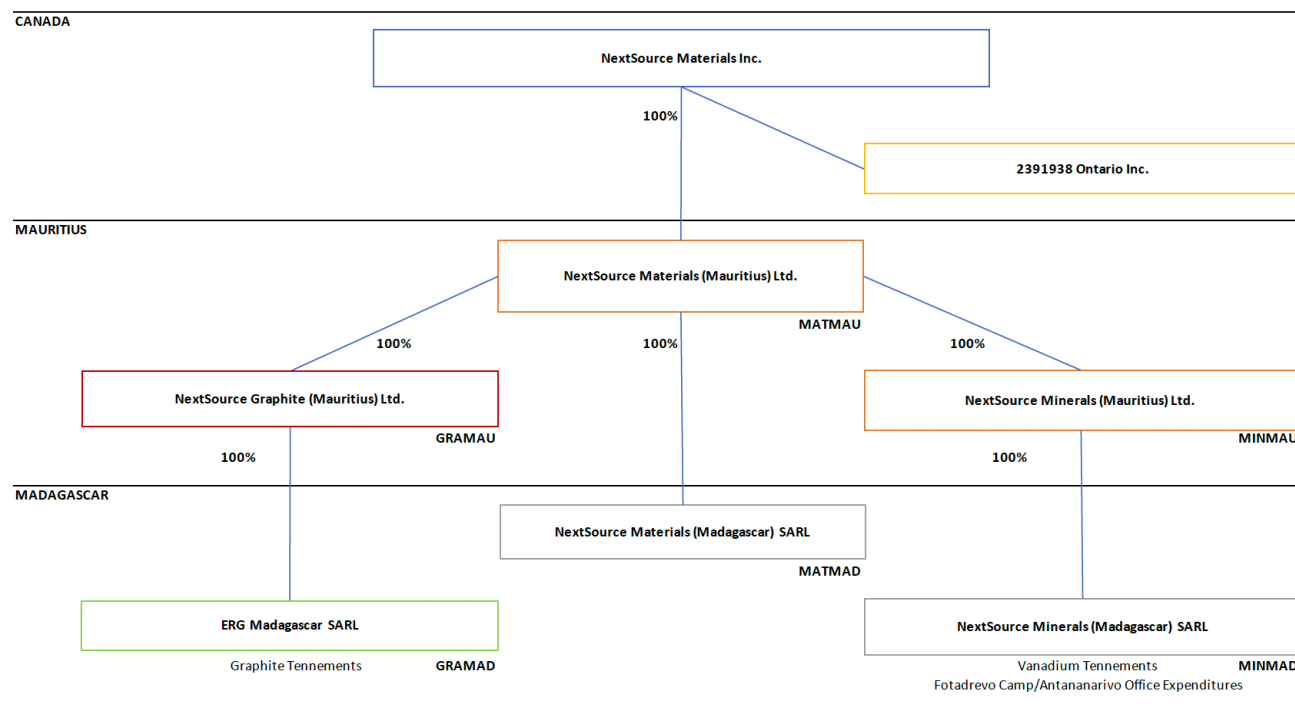 CANADA
NextSource Materials Inc.
100%
2391938 Ontario Inc.
MAURITIUS
NextSource Materials (Mauritius) Ltd.
MATMAU
100%
100%
100%
NextSource Graphite (Mauritius) Ltd.
NextSource Minerals (Mauritius) Ltd.
GRAMAU
MINMAU
100%
100%
MADAGASCAR
NextSource Materials (Madagascar) SARL
MATMAD
ERG Madagascar SARL
NextSource Minerals (Madagascar) SARL
Graphite Tennements
GRAMAD
Vanadium Tennements
MINMAD
Fotadrevo Camp/Antananarivo Office Expenditures